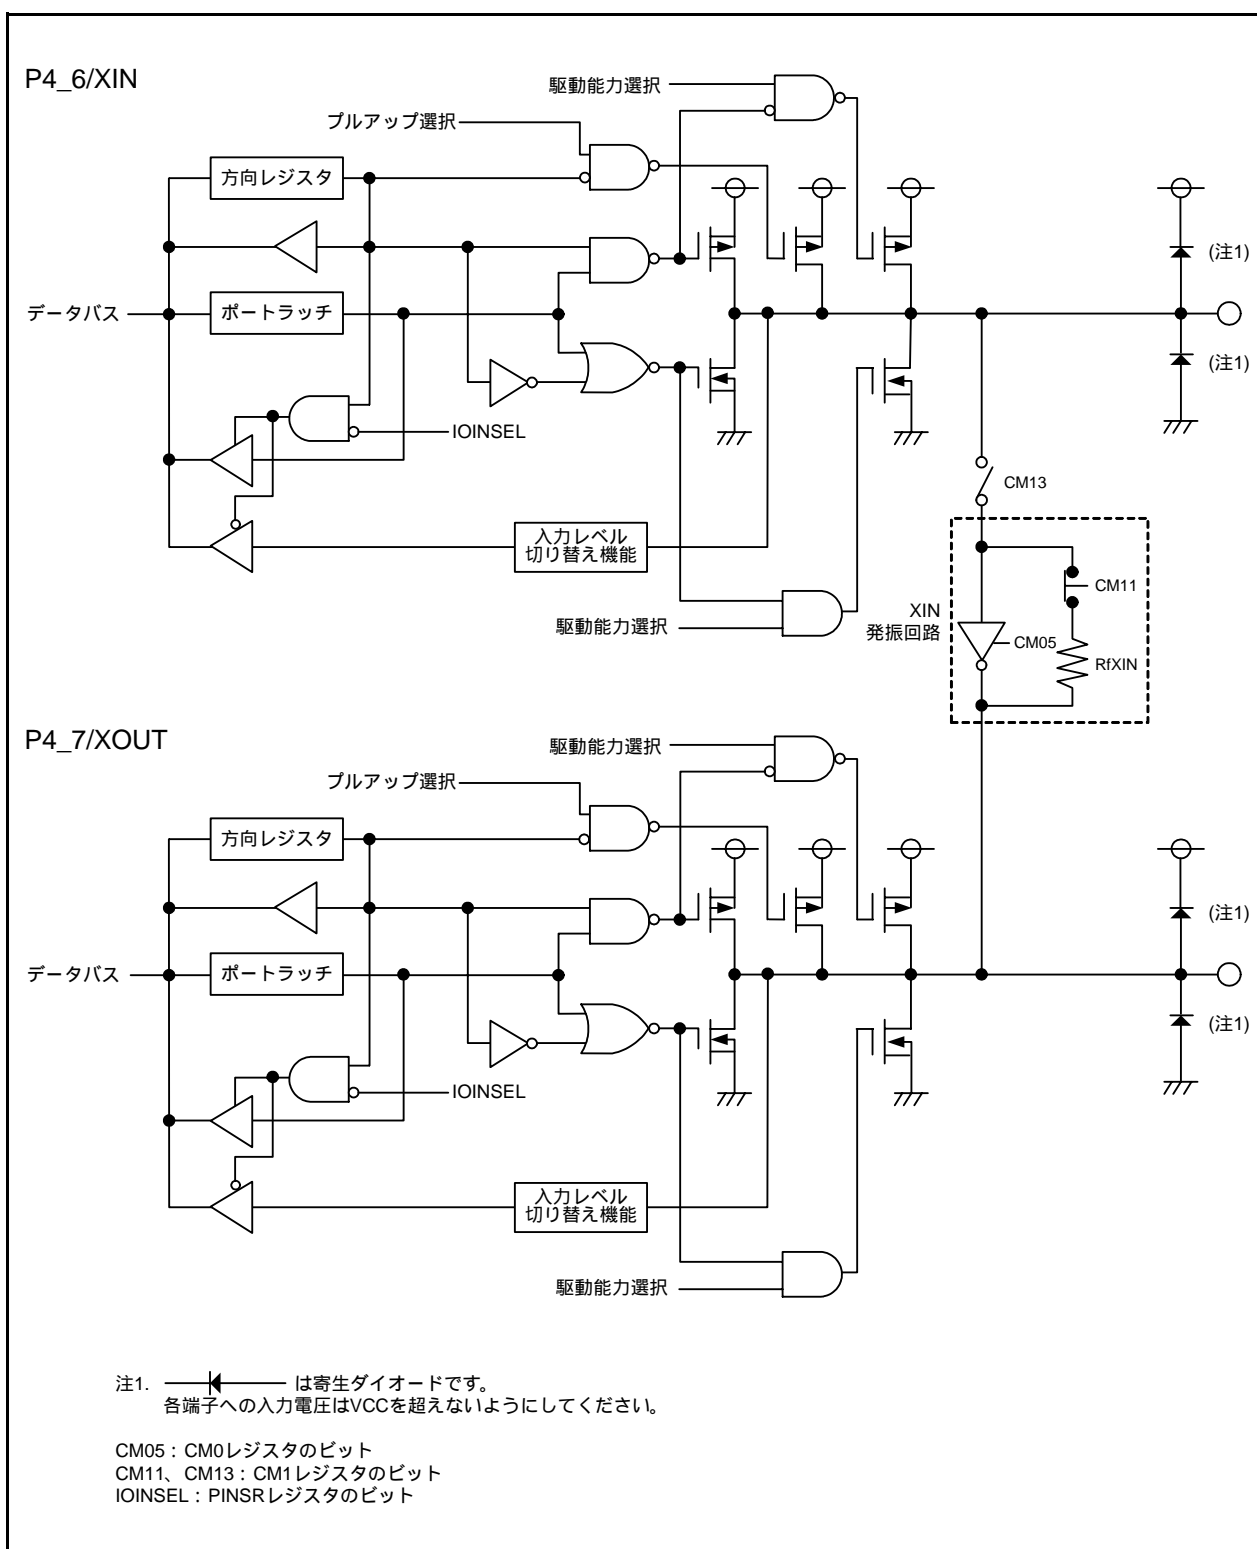 P4_6/XIN
駆動能力選択
プルアップ選択
方向レジスタ
(注1)
データバス
ポートラッチ
(注1)
IOINSEL
CM13
入力レベル
切り替え機能
CM11
XIN
発振回路
CM05
RfXIN
駆動能力選択
P4_7/XOUT
駆動能力選択
プルアップ選択
方向レジスタ
(注1)
データバス
ポートラッチ
(注1)
IOINSEL
入力レベル
切り替え機能
駆動能力選択
注1. は寄生ダイオードです。
各端子への入力電圧はVCCを超えないようにしてください。
CM05：CM0レジスタのビット
CM11、CM13：CM1レジスタのビット
IOINSEL：PINSRレジスタのビット